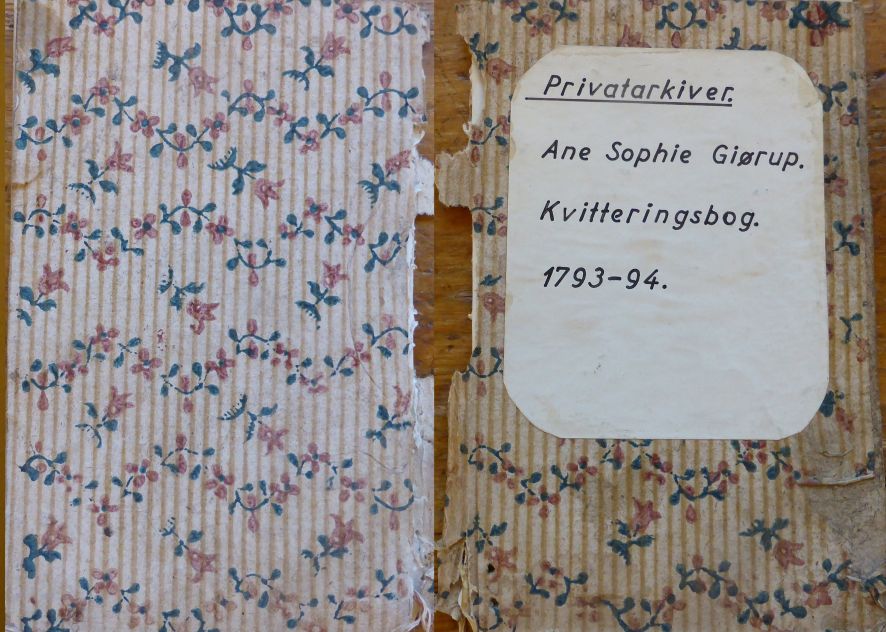 Privatarkiver.
Ane Sophie Giørup.
Kvitteringsbog.
1793-94.